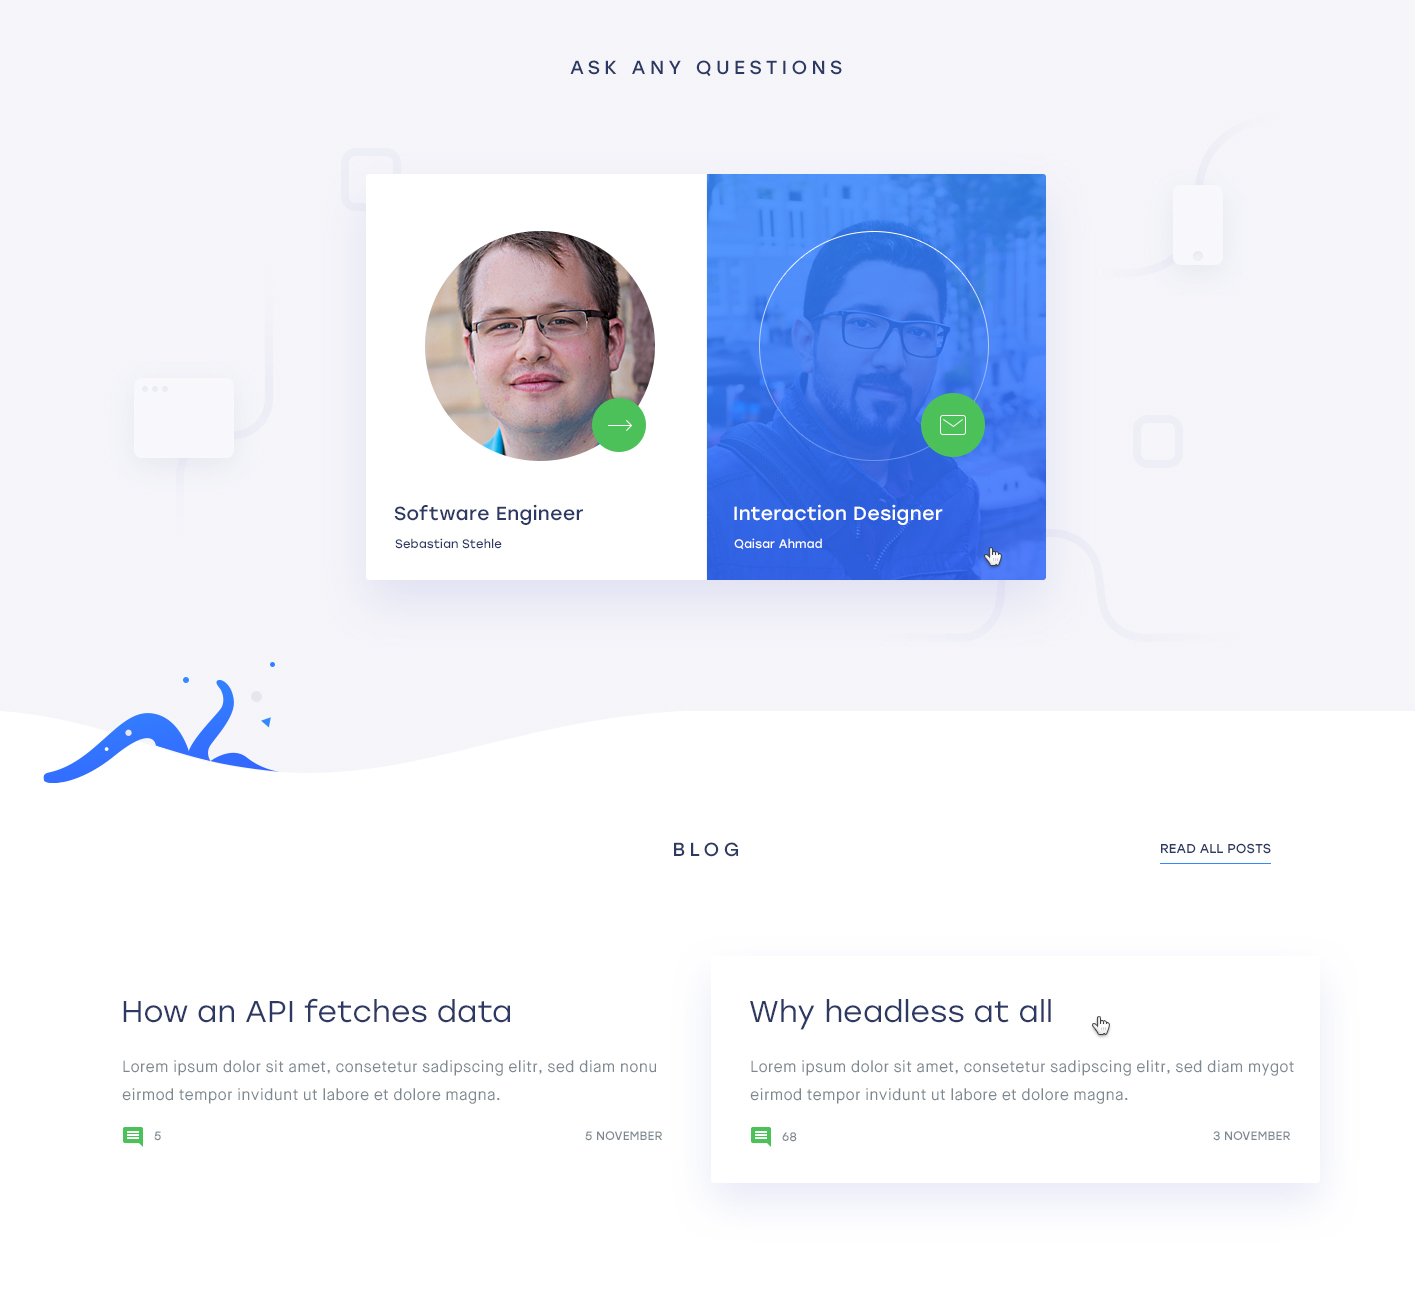 ASK ANY QUESTIONS
Software Engineer
Sebastian Stehle
Interaction Designer
Qaisar Ahmad
BLOG
READ ALL POSTS
How an API fetches data
Lorem ipsum dolor sit amet, consetetur sadipscing elitr, sed diam nonu
eirmod tempor invidunt ut labore et dolore magna.
5
5 NOVEMBER
Why headless at all
Lorem ipsum dolor sit amet, consetetur sadipscing elitr, sed diam mygot
eirmod tempor invidunt ut labore et dolore magna.
68
3 NOVEMBER